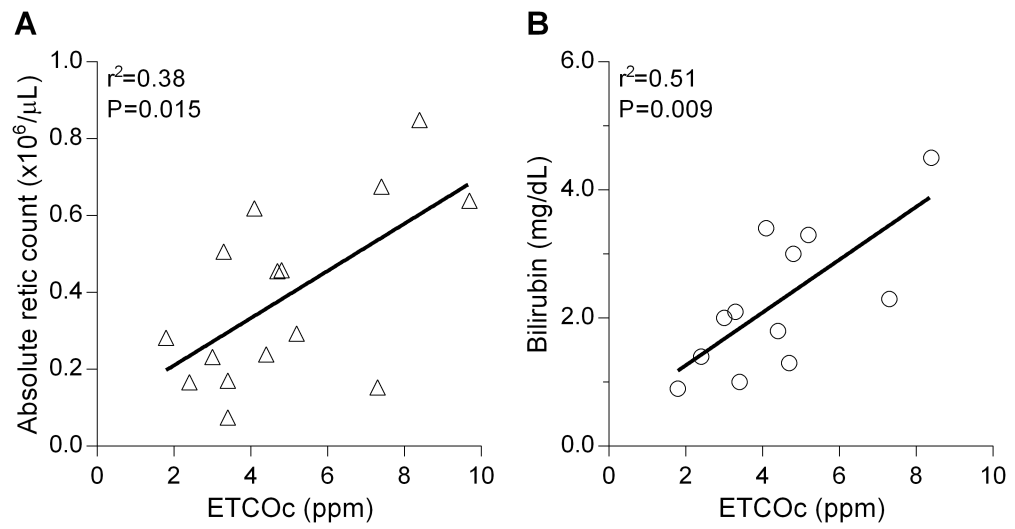 A
Absolute retic count (x10⁶/μL)
1.0
0.8
0.6
0.4
0.2
0.0
r²=0.38
P=0.015
0 2 4 6 8 10
ETCOc (ppm)
B
Bilirubin (mg/dL)
6.0
4.0
2.0
0.0
r²=0.51
P=0.009
0 2 4 6 8 10
ETCOc (ppm)